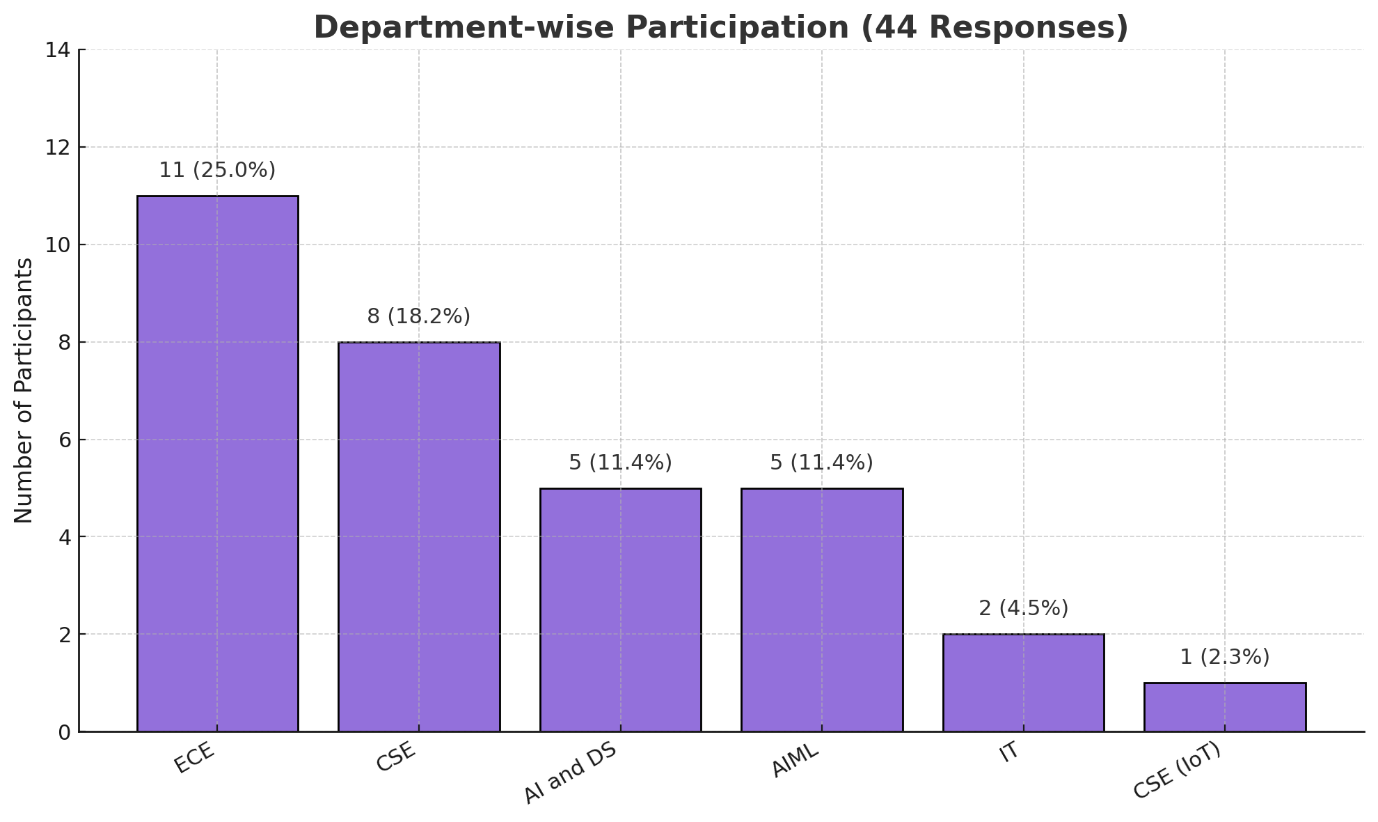 Department-wise Participation (44 Responses)
Number of Participants
14
12
10
8
6
4
2
0
11 (25.0%)
8 (18.2%)
5 (11.4%)
5 (11.4%)
2 (4.5%)
1 (2.3%)
ECE
CSE
AI and DS
AIML
IT
CSE (IoT)